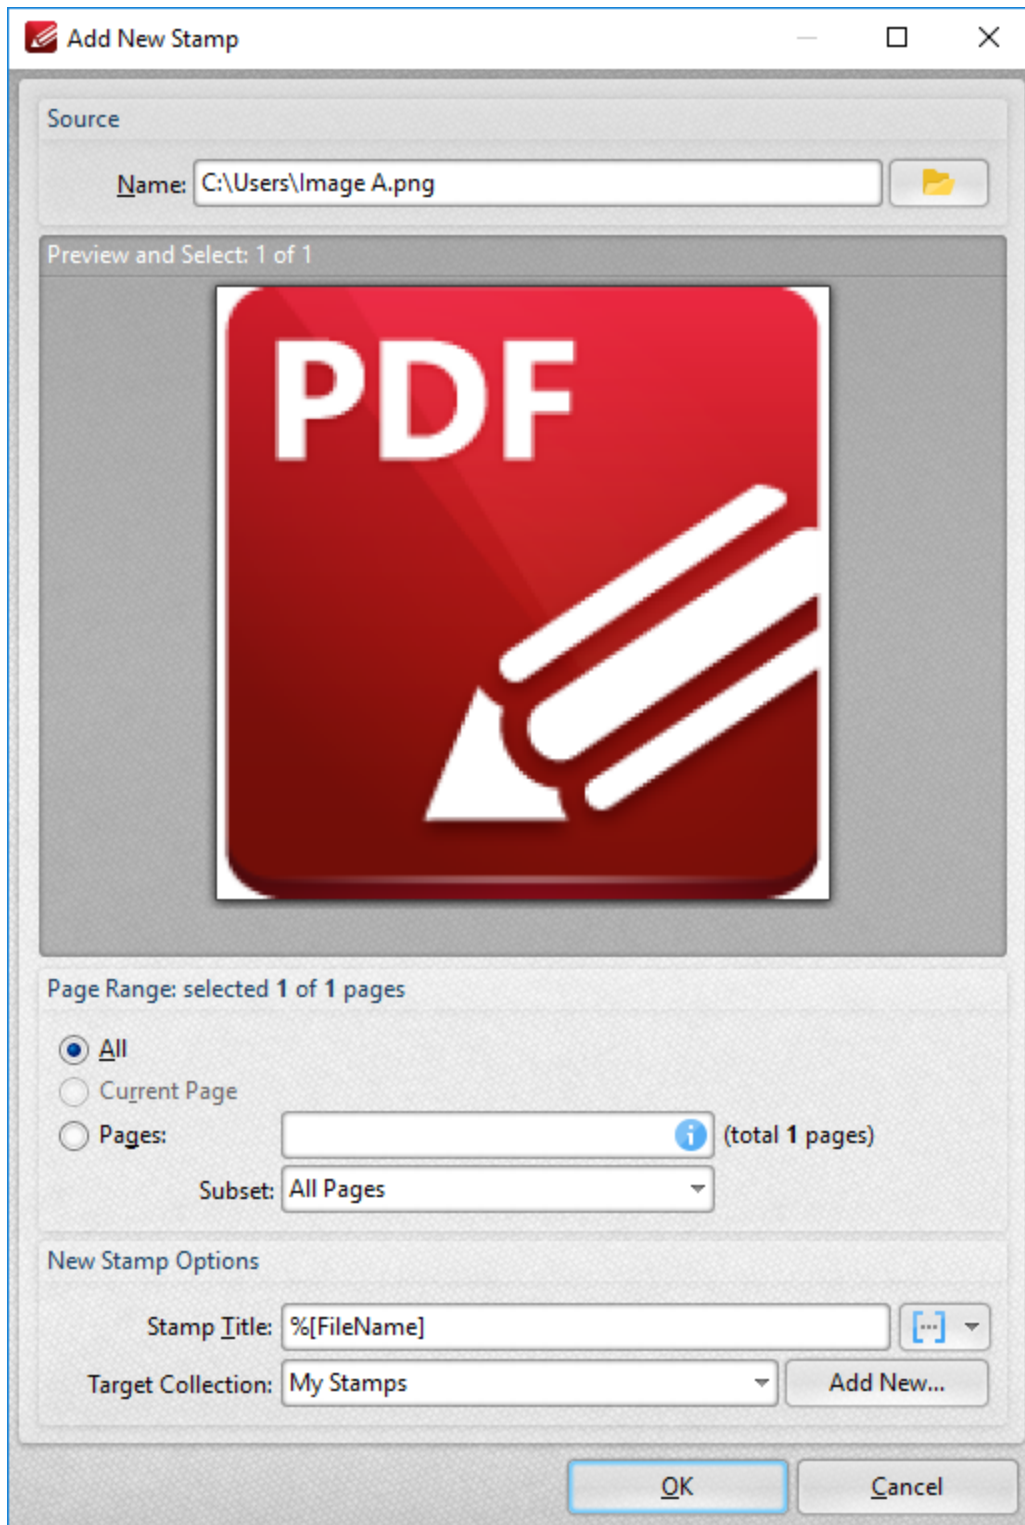 Add New Stamp
Source
Name: C:\Users\Image A.png
Preview and Select: 1 of 1
PDF
Page Range: selected 1 of 1 pages
All
Current Page
Pages: (total 1 pages)
Subset: All Pages
New Stamp Options
Stamp Title: %[FileName]
Target Collection: My Stamps Add New...
OK Cancel